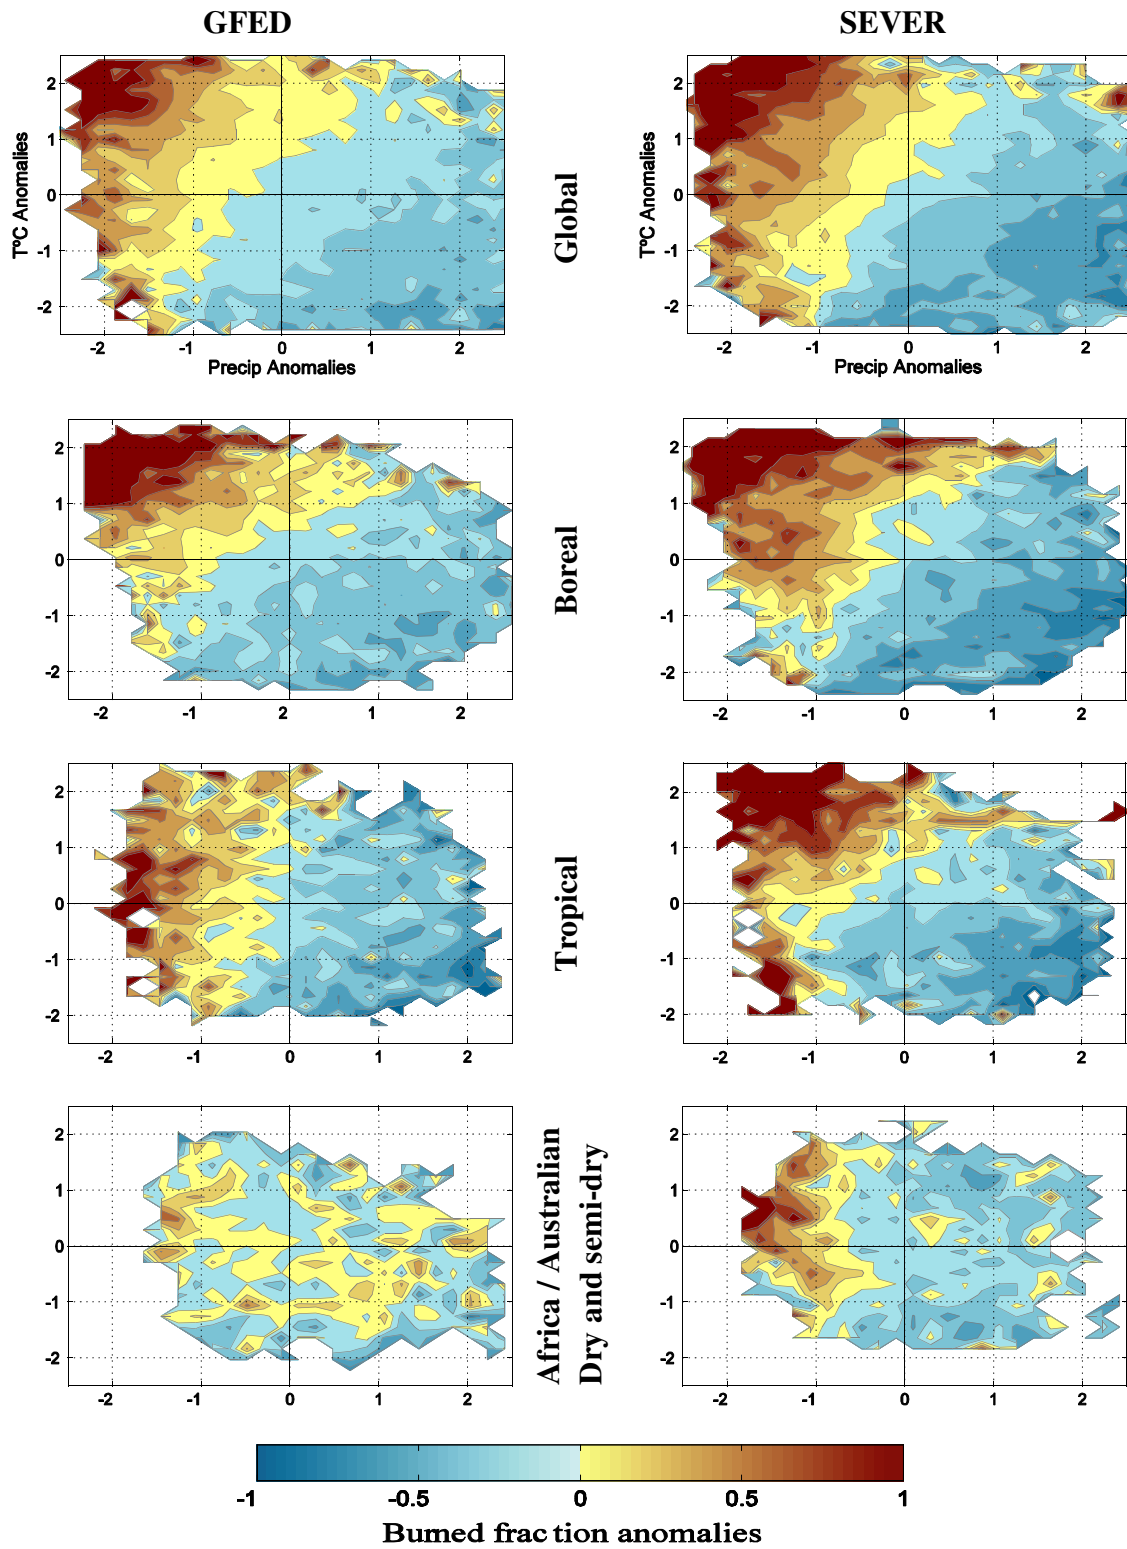 GFED SEVER
2 2
1 1
0 0
-1 -1
-2 -2
T°C Anomalies T°C Anomalies
Global
-2 -1 0 1 2 -2 -1 0 1 2
Precip Anomalies Precip Anomalies
2 2
1 1
0 0
-1 -1
-2 -2
Boreal
-2 -1 2 1 2 -2 -1 0 1 2
2 2
1 1
0 0
-1 -1
-2 -2
Tropical
-2 -1 0 1 2 -2 -1 0 1 2
2 2
1 1
0 0
-1 -1
-2 -2
Africa / Australian
Dry and semi-dry
-2 -1 0 1 2 -2 -1 0 1 2
-1 -0.5 0 0.5 1
Bumed frac tion anomalies